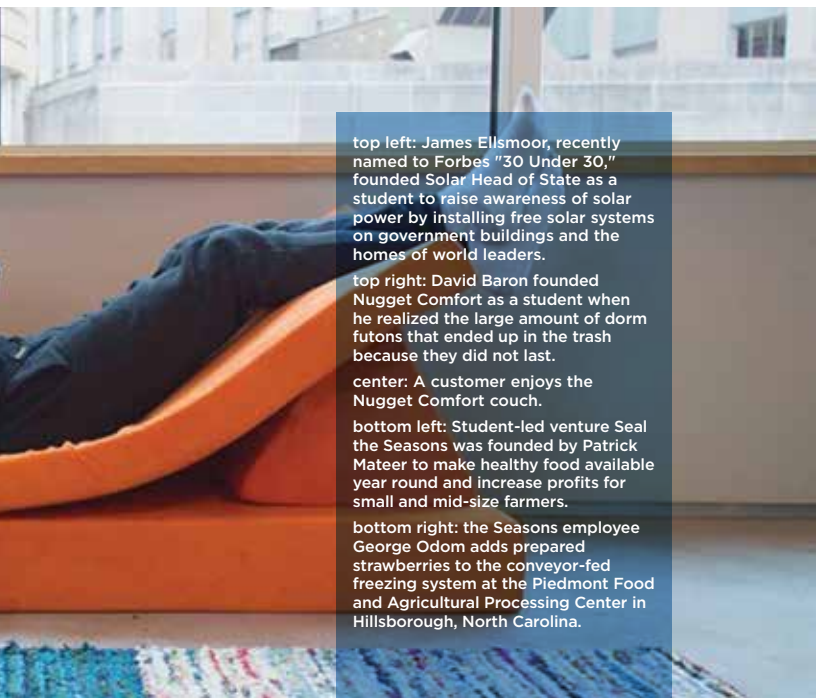 top left: James Ellsmoor, recently
named to Forbes "30 Under 30,"
founded Solar Head of State as a
student to raise awareness of solar
power by installing free solar systems
on government buildings and the
homes of world leaders.
top right: David Baron founded
Nugget Comfort as a student when
he realized the large amount of dorm
futons that ended up in the trash
because they did not last.
center: A customer enjoys the
Nugget Comfort couch.
bottom left: Student-led venture Seal
the Seasons was founded by Patrick
Mateer to make healthy food available
year round and increase profits for
small and mid-size farmers.
bottom right: the Seasons employee
George Odom adds prepared
strawberries to the conveyor-fed
freezing system at the Piedmont Food
and Agricultural Processing Center in
Hillsborough, North Carolina.